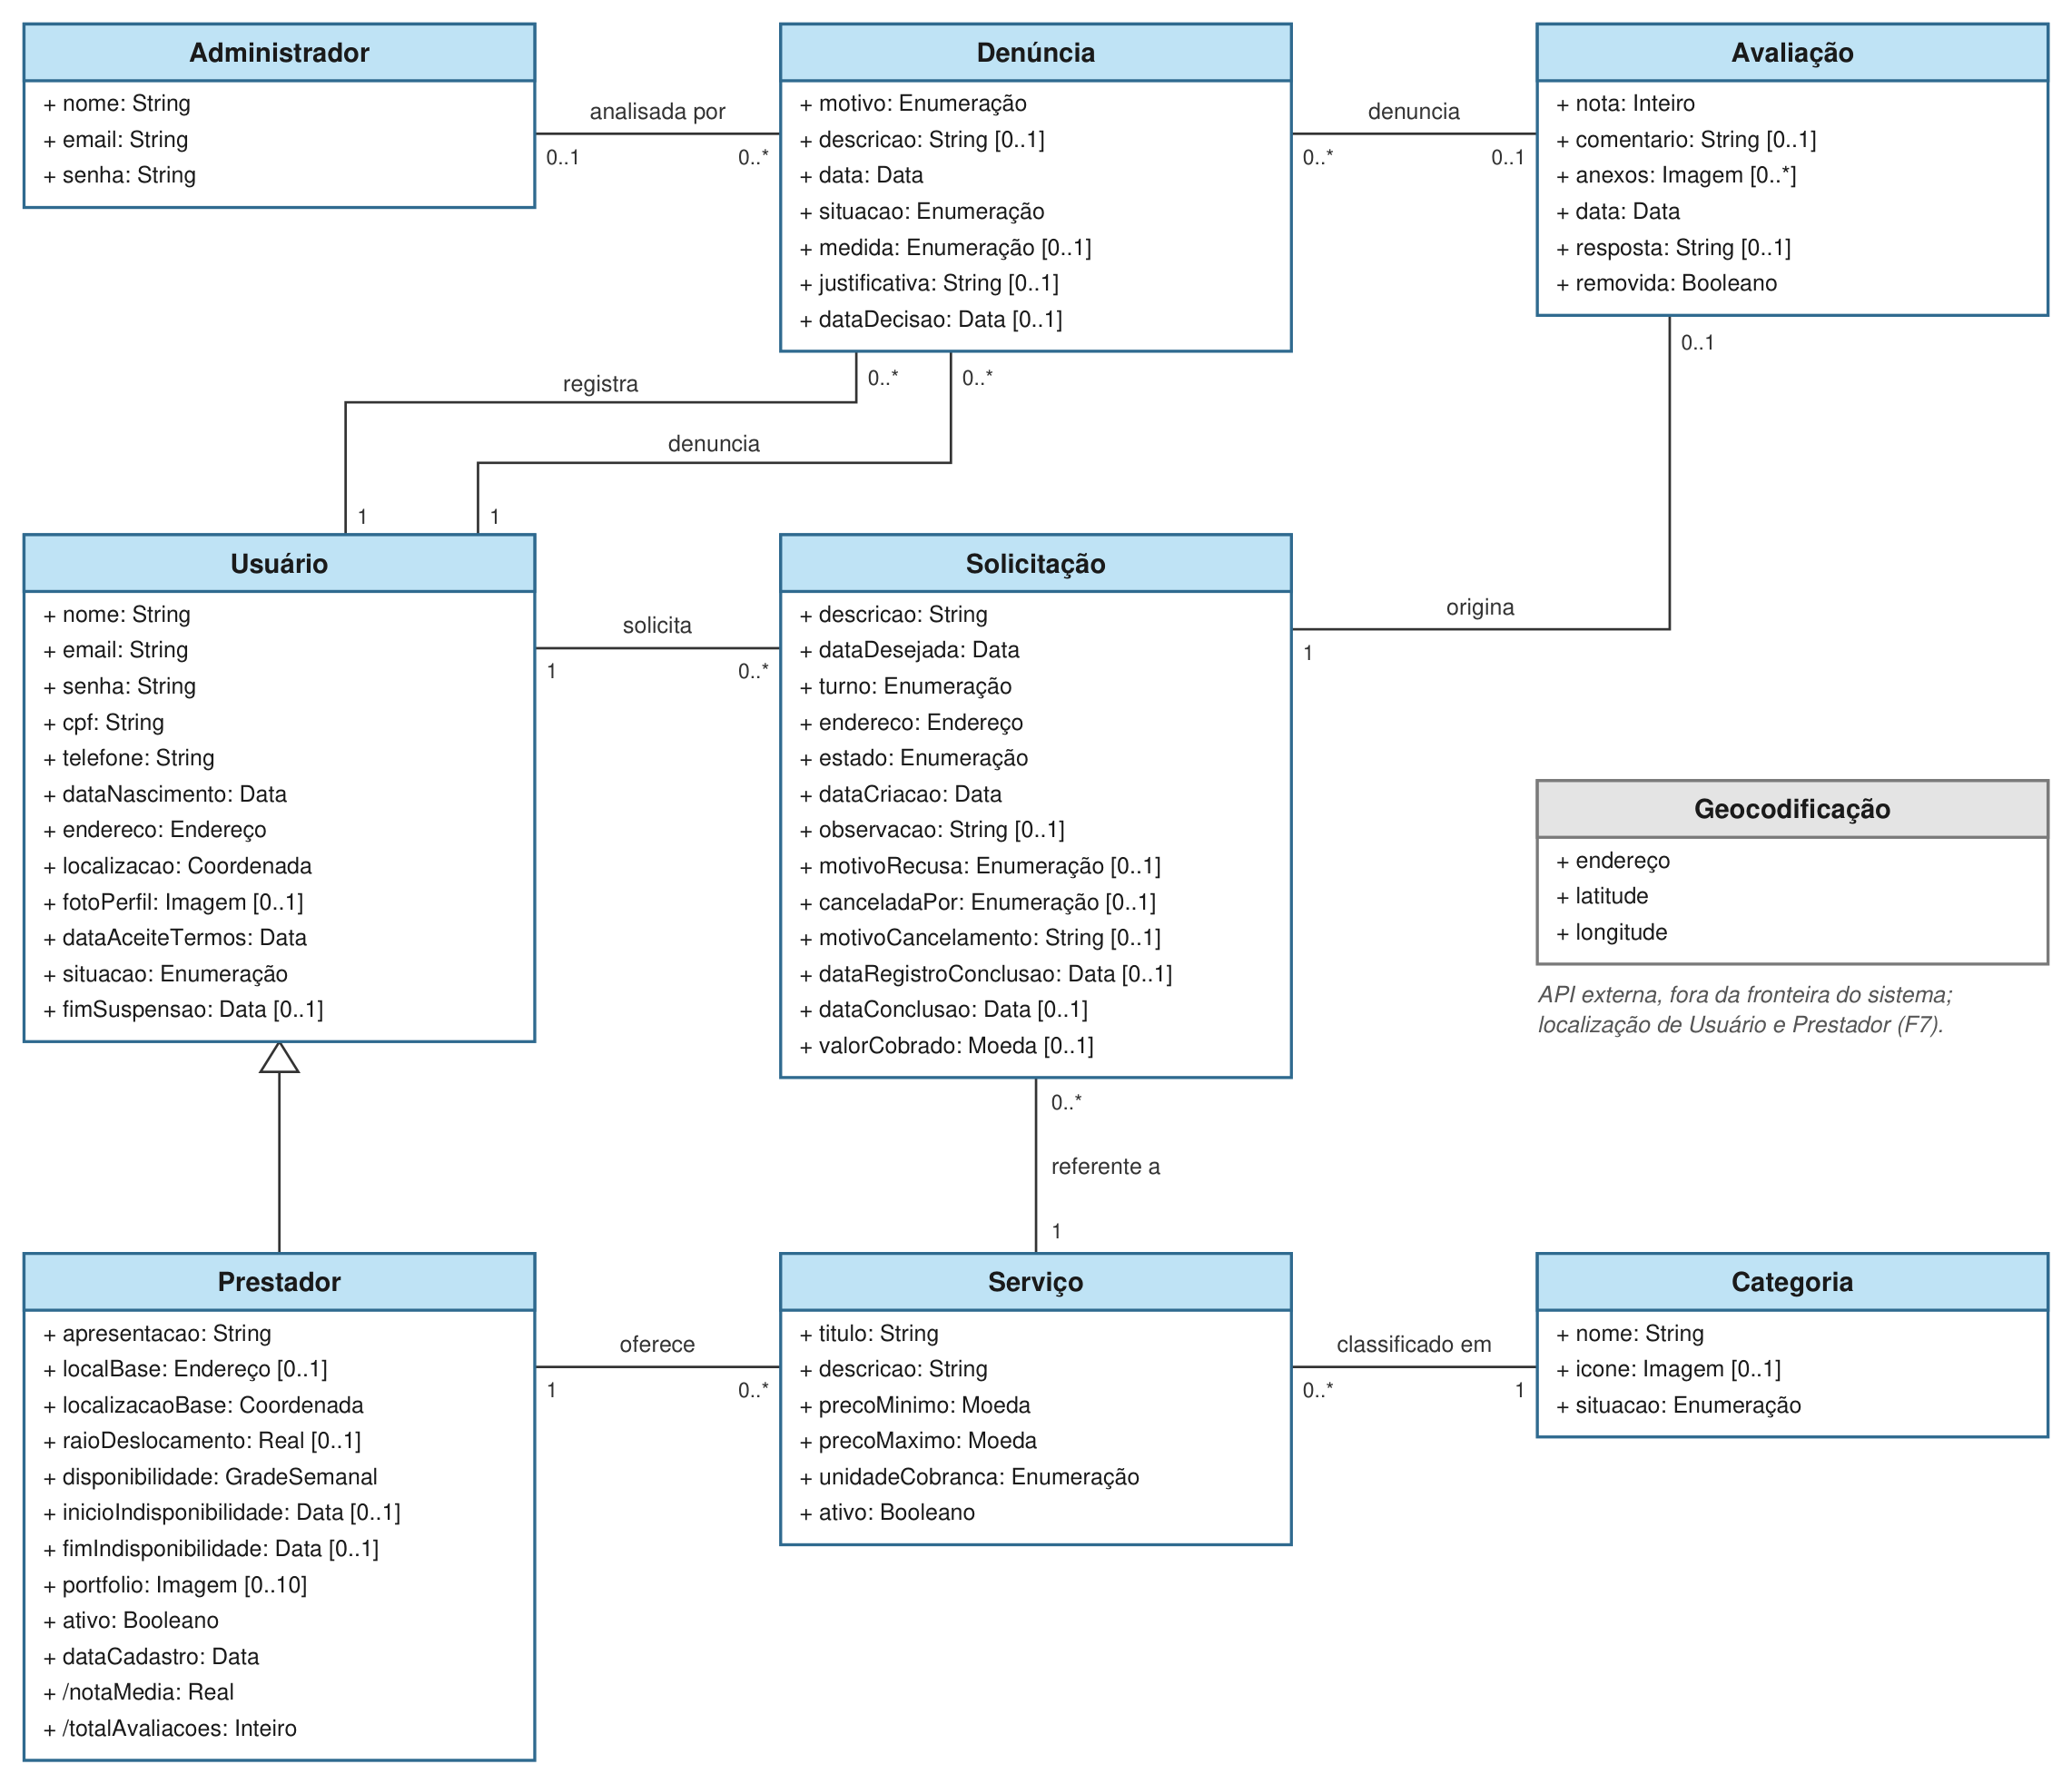 Administrador
+ nome: String
+ email: String
+ senha: String
analisada por
0..1
0..*
Denúncia
+ motivo: Enumeração
+ descricao: String [0..1]
+ data: Data
+ situacao: Enumeração
+ medida: Enumeração [0..1]
+ justificativa: String [0..1]
+ dataDecisao: Data [0..1]
denuncia
0..*
0..1
Avaliação
+ nota: Inteiro
+ comentario: String [0..1]
+ anexos: Imagem [0..*]
+ data: Data
+ resposta: String [0..1]
+ removida: Booleano
0..1
registra
0..*
0..*
denuncia
1
1
Usuário
+ nome: String
+ email: String
+ senha: String
+ cpf: String
+ telefone: String
+ dataNascimento: Data
+ endereco: Endereço
+ localizacao: Coordenada
+ fotoPerfil: Imagem [0..1]
+ dataAceiteTermos: Data
+ situacao: Enumeração
+ fimSuspensao: Data [0..1]
solicita
1
0..*
Solicitação
+ descricao: String
+ dataDesejada: Data
+ turno: Enumeração
+ endereco: Endereço
+ estado: Enumeração
+ dataCriacao: Data
+ observacao: String [0..1]
+ motivoRecusa: Enumeração [0..1]
+ canceladaPor: Enumeração [0..1]
+ motivoCancelamento: String [0..1]
+ dataRegistroConclusao: Data [0..1]
+ dataConclusao: Data [0..1]
+ valorCobrado: Moeda [0..1]
origina
1
Geocodificação
+ endereço
+ latitude
+ longitude
API externa, fora da fronteira do sistema;
localização de Usuário e Prestador (F7).
0..*
referente a
1
Prestador
+ apresentacao: String
+ localBase: Endereço [0..1]
+ localizacaoBase: Coordenada
+ raioDeslocamento: Real [0..1]
+ disponibilidade: GradeSemanal
+ inicioIndisponibilidade: Data [0..1]
+ fimIndisponibilidade: Data [0..1]
+ portfolio: Imagem [0..10]
+ ativo: Booleano
+ dataCadastro: Data
+ /notaMedia: Real
+ /totalAvaliacoes: Inteiro
oferece
1
0..*
Serviço
+ titulo: String
+ descricao: String
+ precoMinimo: Moeda
+ precoMaximo: Moeda
+ unidadeCobranca: Enumeração
+ ativo: Booleano
classificado em
0..*
1
Categoria
+ nome: String
+ icone: Imagem [0..1]
+ situacao: Enumeração